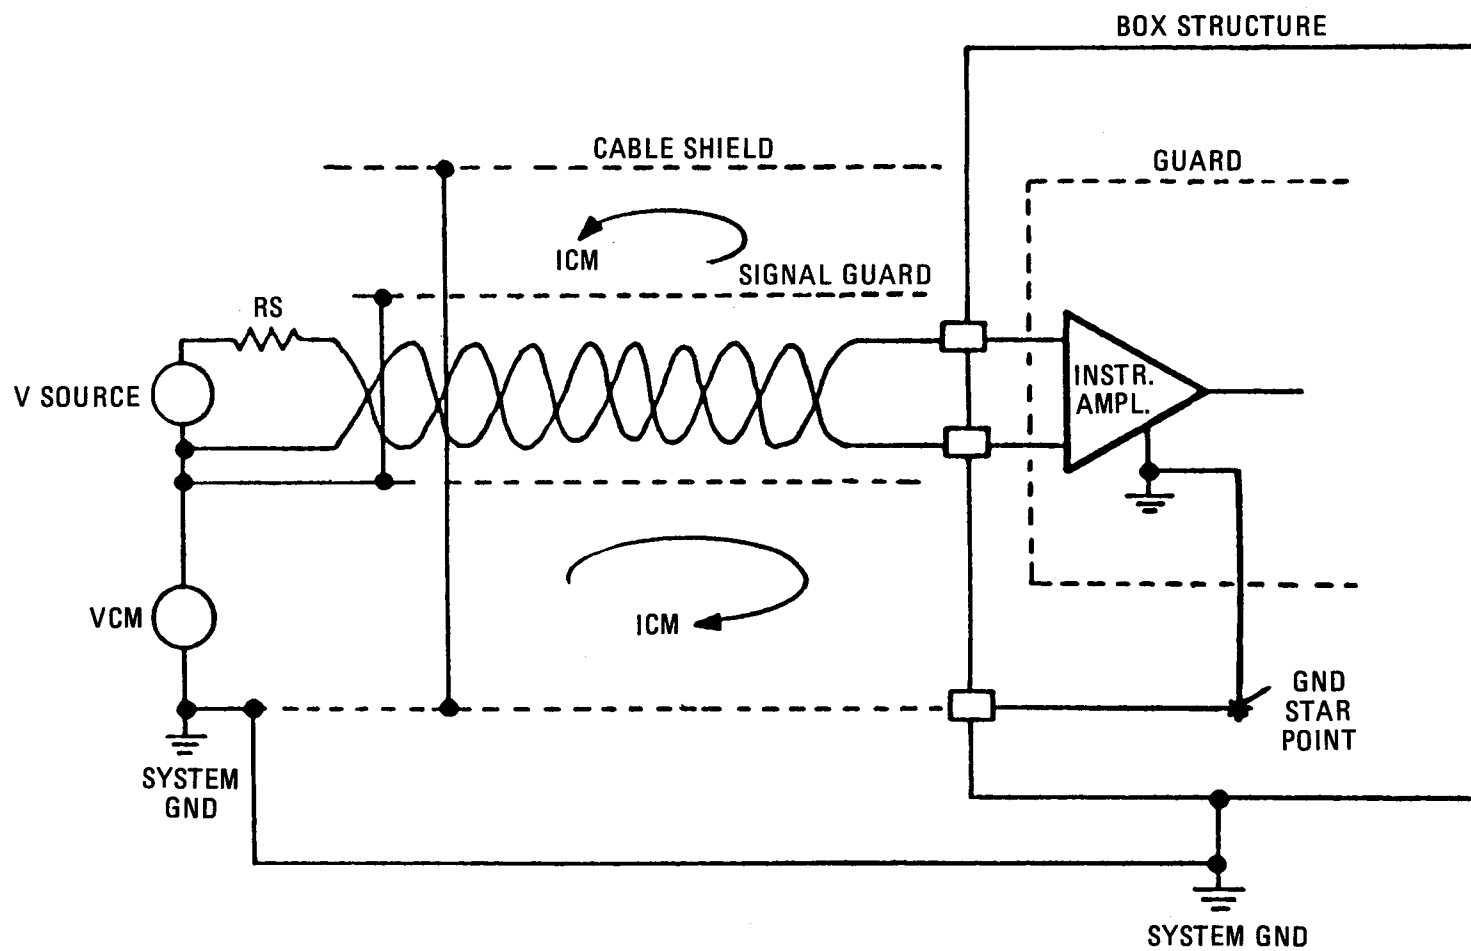 BOX STRUCTURE
CABLE SHIELD
GUARD
ICM
SIGNAL GUARD
RS
V SOURCE
INSTR.
AMPL.
VCM
ICM
GND
STAR
POINT
SYSTEM
GND
SYSTEM GND